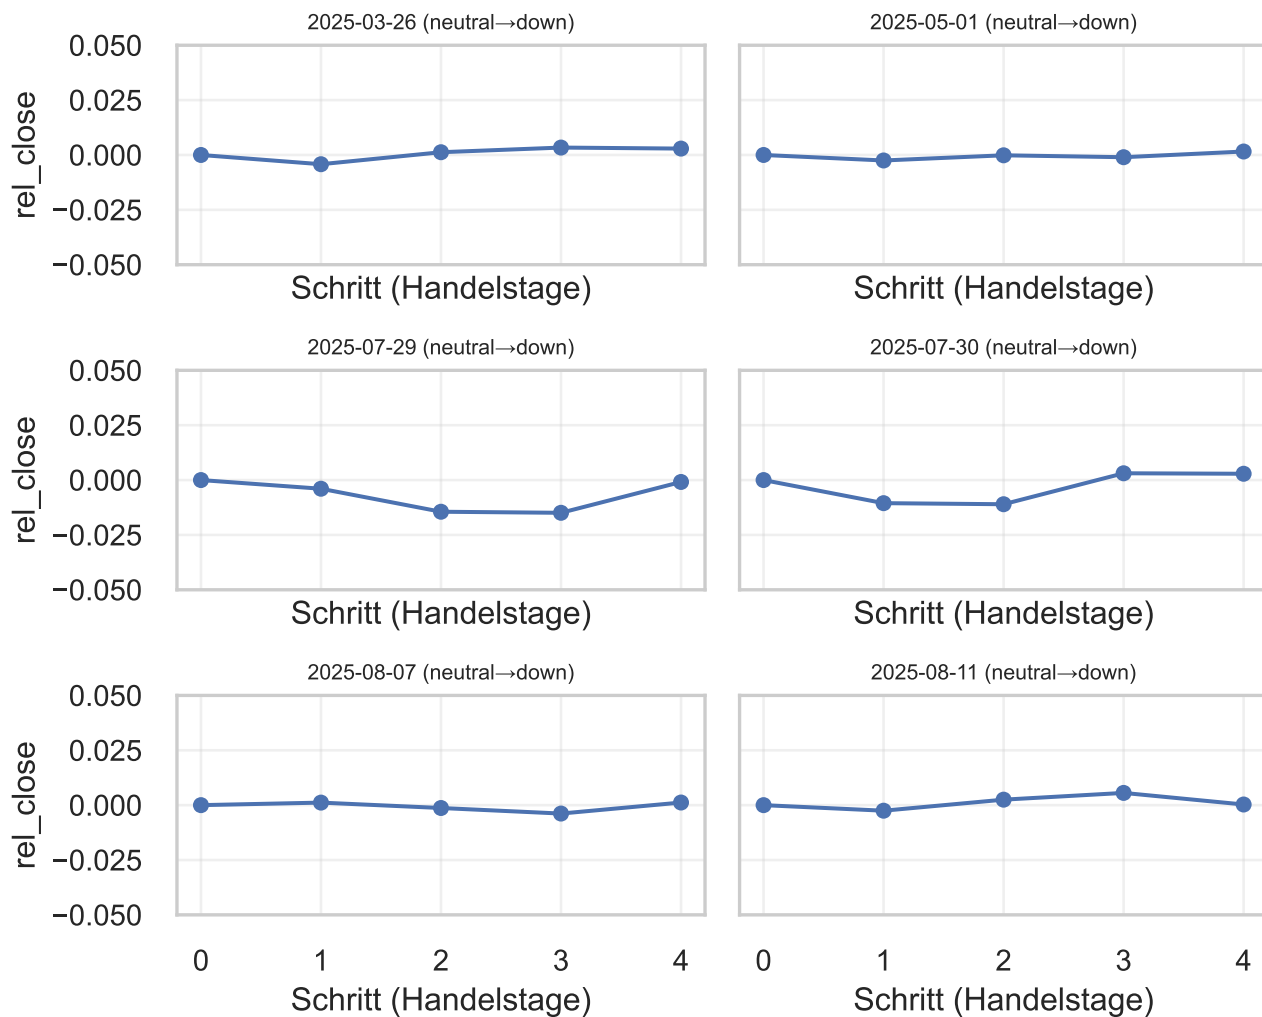 2025-03-26 (neutral→down)
2025-05-01 (neutral→down)
0.050
0.025
0.000
−0.025
−0.050
rel_close
Schritt (Handelstage)
Schritt (Handelstage)
2025-07-29 (neutral→down)
2025-07-30 (neutral→down)
0.050
0.025
0.000
−0.025
−0.050
rel_close
Schritt (Handelstage)
Schritt (Handelstage)
2025-08-07 (neutral→down)
2025-08-11 (neutral→down)
0.050
0.025
0.000
−0.025
−0.050
rel_close
0 1 2 3 4
0 1 2 3 4
Schritt (Handelstage)
Schritt (Handelstage)